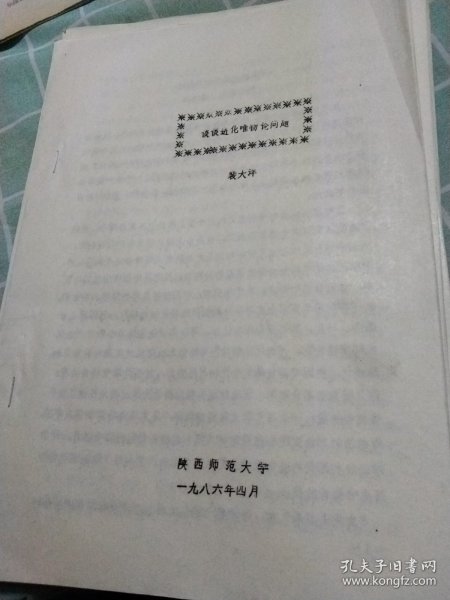 谈谈进化唯物论问题
裴大洋
陕西师范大学
一九八六年四月
孔夫子旧书网
www.kongfz.com